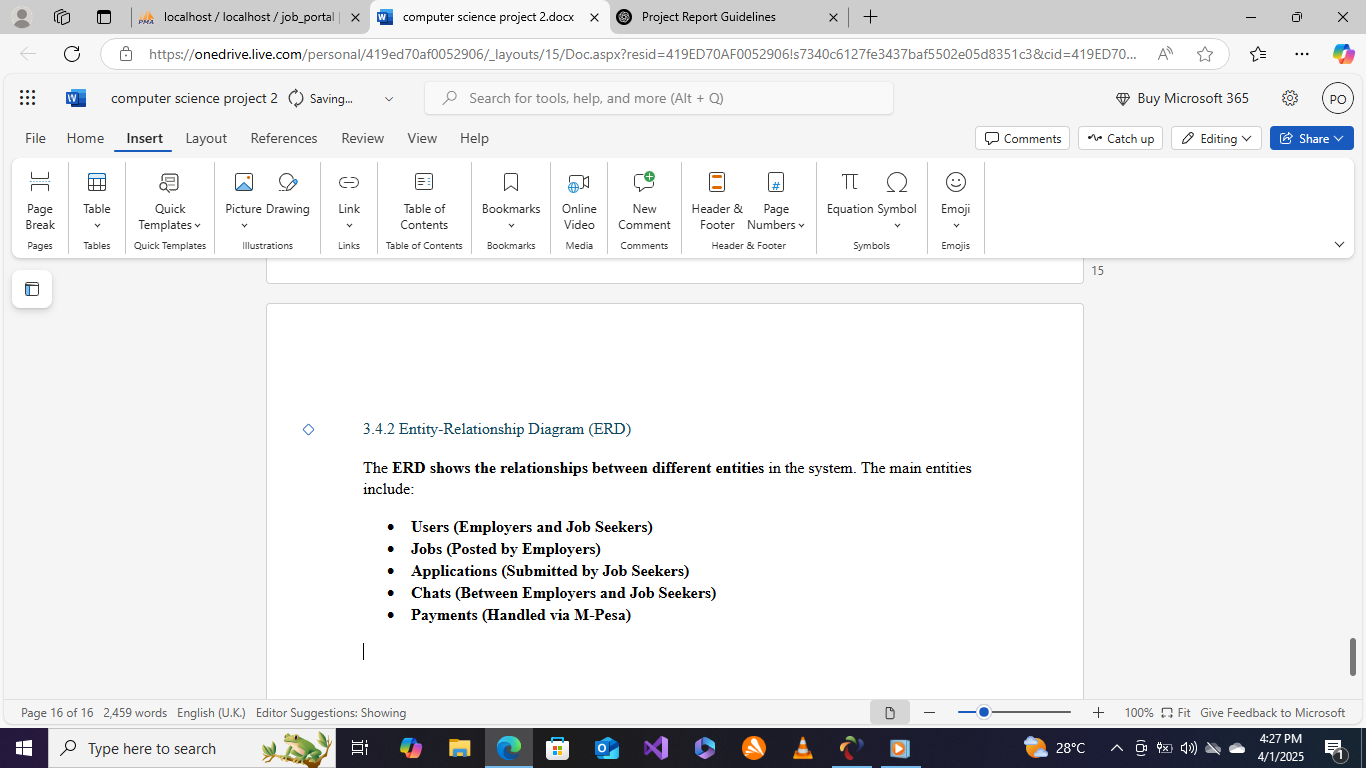 localhost / localhost / job_portal |
computer science project 2.docx
Project Report Guidelines
https://onedrive.live.com/personal/419ed70af0052906/_layouts/15/Doc.aspx?resid=419ED70AF0052906!s7340c6127fe3437baf5502e05d8351c3&cid=419ED70...
computer science project 2
Saving...
Search for tools, help, and more (Alt + Q)
Buy Microsoft 365
PO
File Home Insert Layout References Review View Help
Comments Catch up Editing Share
Page Break
Table
Quick Templates
Picture Drawing
Link
Table of Contents
Bookmarks
Online Video
New Comment
Header & Footer
Page Numbers
Equation Symbol
Emoji
Pages Tables Quick Templates Illustrations Links Table of Contents Bookmarks Media Comments Header & Footer Symbols Emojis
15
3.4.2 Entity-Relationship Diagram (ERD)
The ERD shows the relationships between different entities in the system. The main entities
include:
• Users (Employers and Job Seekers)
• Jobs (Posted by Employers)
• Applications (Submitted by Job Seekers)
• Chats (Between Employers and Job Seekers)
• Payments (Handled via M-Pesa)
Page 16 of 16 2,459 words English (U.K.) Editor Suggestions: Showing
100% Fit Give Feedback to Microsoft
Type here to search
28°C
4:27 PM
4/1/2025
1